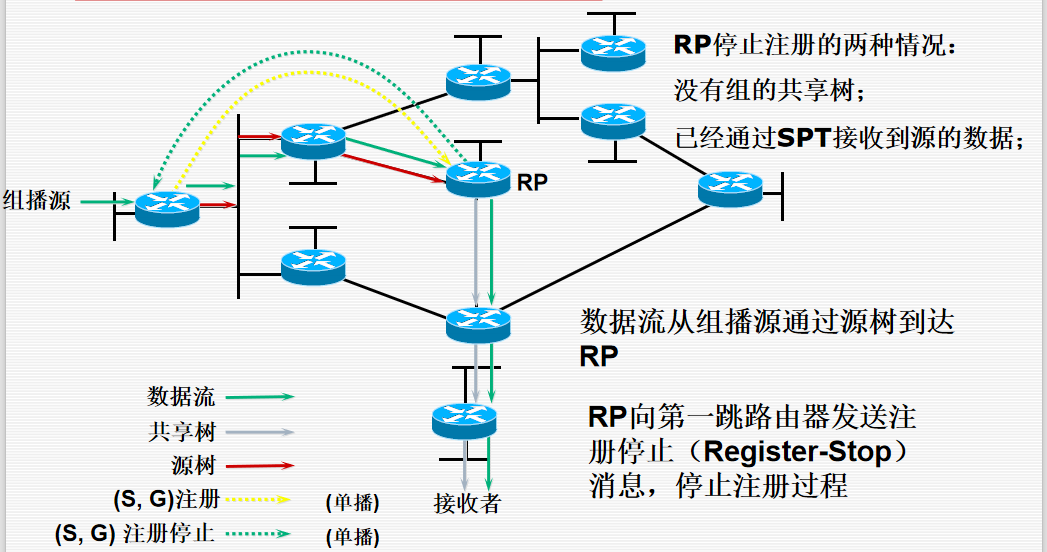 RP停止注册的两种情况：
没有组的共享树；
已经通过SPT接收到源的数据；
组播源
RP
数据流从组播源通过源树到达
RP
RP向第一跳路由器发送注
册停止（Register-Stop）
消息，停止注册过程
数据流
共享树
源树
(S, G)注册
(单播)
(S, G) 注册停止
(单播)
接收者